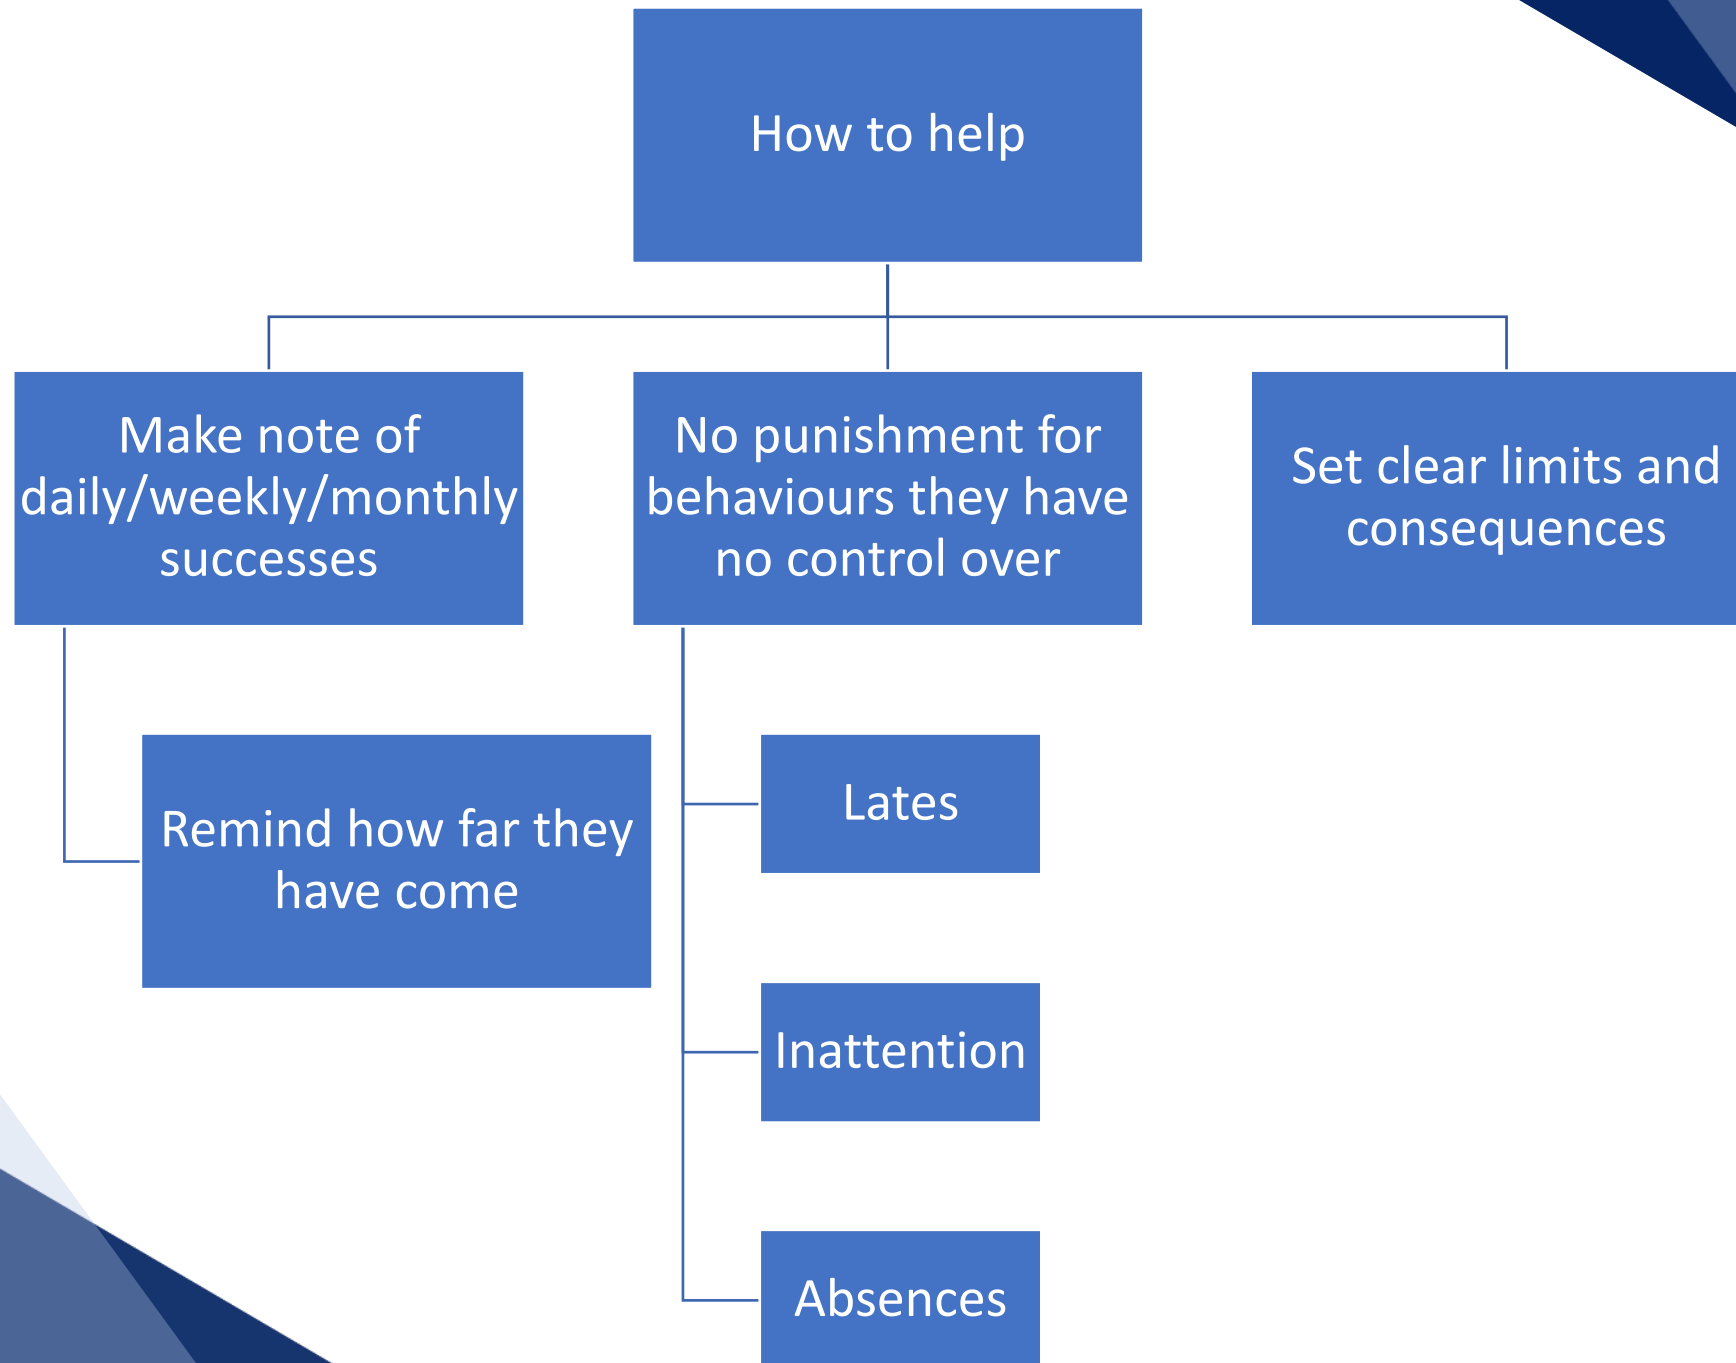 How to help
Make note of
daily/weekly/monthly
successes
Remind how far they
have come
No punishment for
behaviours they have
no control over
Lates
Inattention
Absences
Set clear limits and
consequences